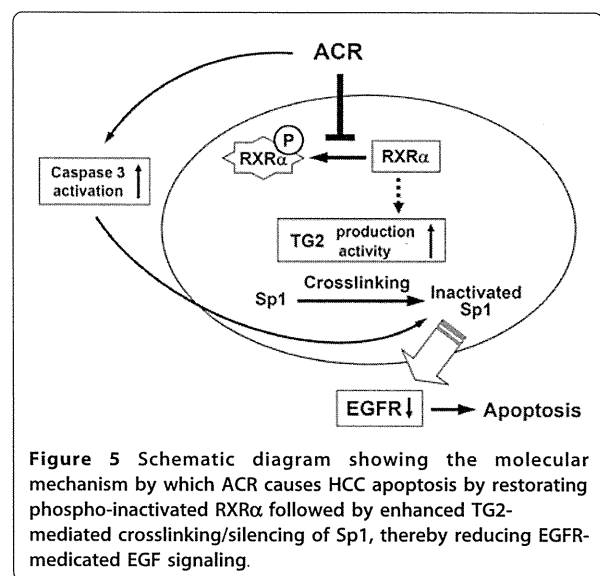 ACR
P
RXRα
RXRα
Caspase 3
activation
TG2 production
activity
Crosslinking
Sp1
Inactivated
Sp1
EGFR
Apoptosis
Figure 5 Schematic diagram showing the molecular
mechanism by which ACR causes HCC apoptosis by restorating
phospho-inactivated RXRα followed by enhanced TG2-
mediated crosslinking/silencing of Sp1, thereby reducing EGFR-
medicated EGF signaling.